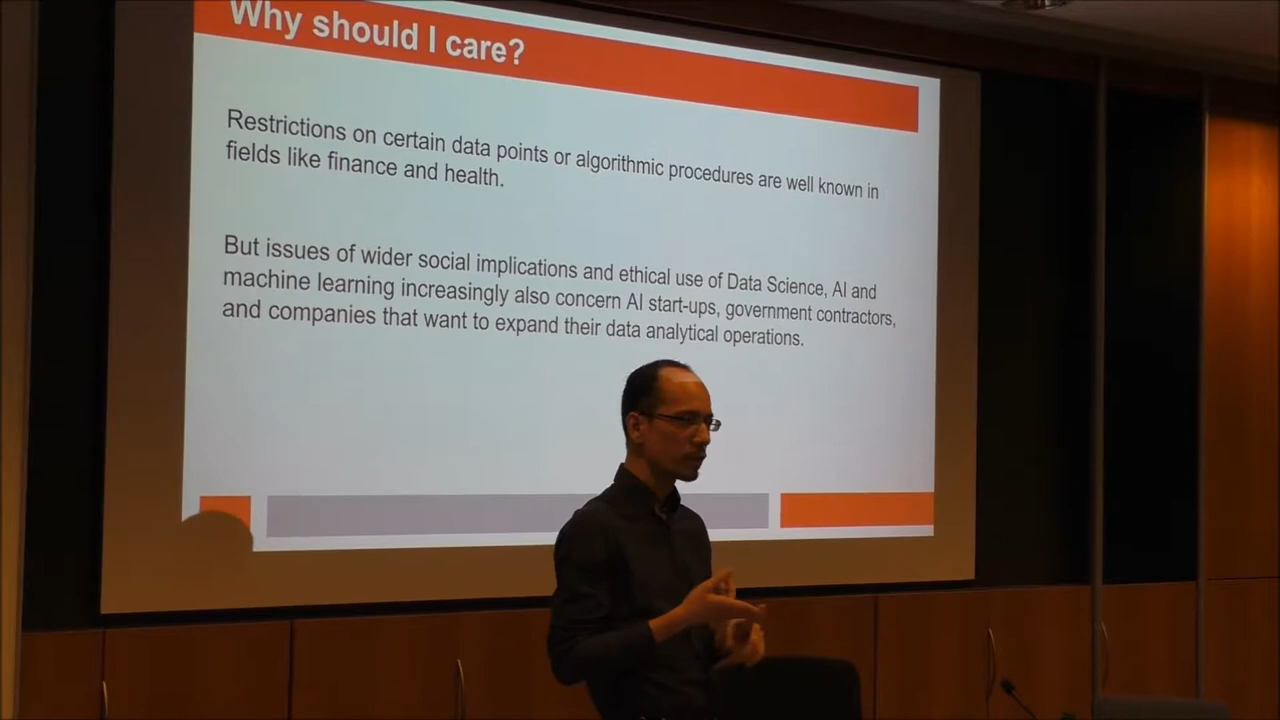 Why should I care?
Restrictions on certain data points or algorithmic procedures are well known in
fields like finance and health.
But issues of wider social implications and ethical use of Data Science, AI and
machine learning increasingly also concern AI start-ups, government contractors,
and companies that want to expand their data analytical operations.